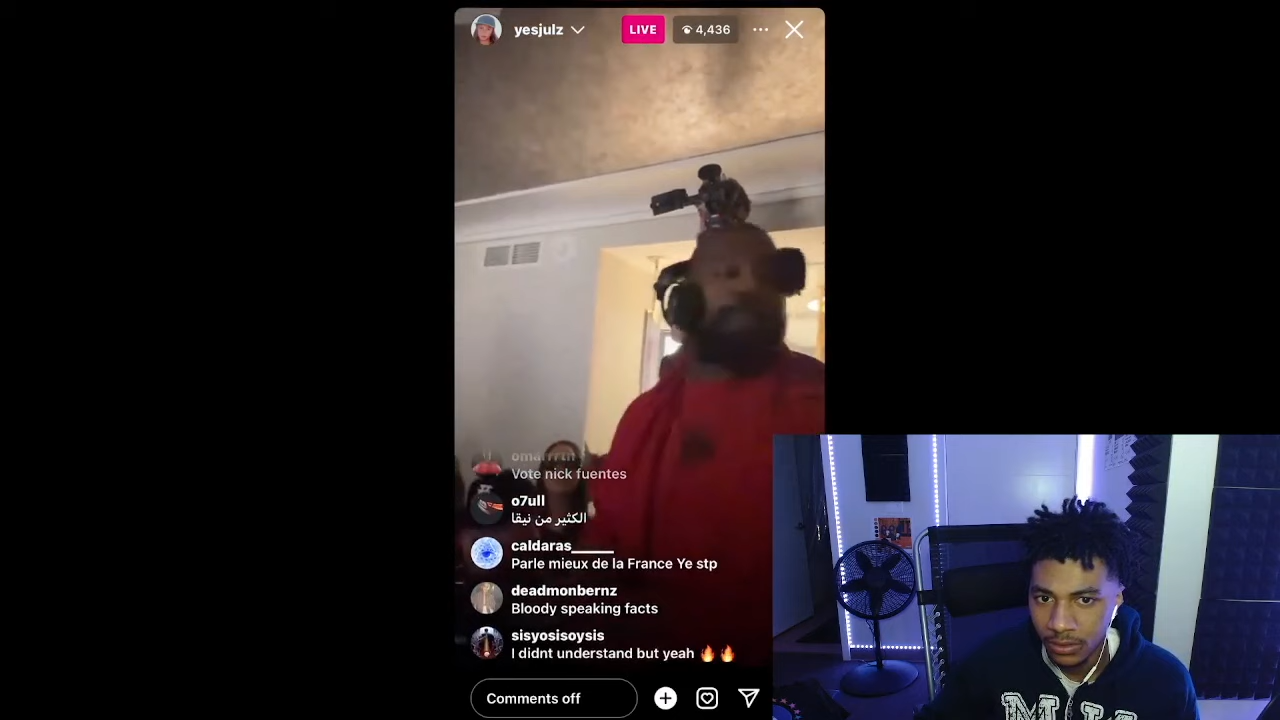 yesjulz
LIVE
4,436
omarrrth
Vote nick fuentes
o7ull
الكثير من نيقا
caldaras______
Parle mieux de la France Ye stp
deadmonbernz
Bloody speaking facts
sisyosisoysis
I didnt understand but yeah 🔥🔥
Comments off